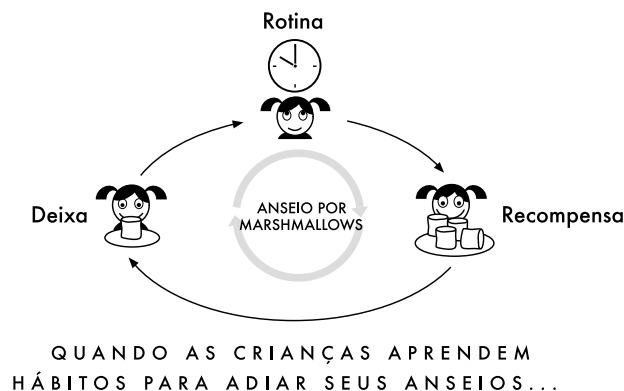 Rotina
Deixa
ANSEIO POR
MARSHMALLOWS
Recompensa
QUANDO AS CRIANÇAS APRENDEM
HÁBITOS PARA ADIAR SEUS ANSEIOS...